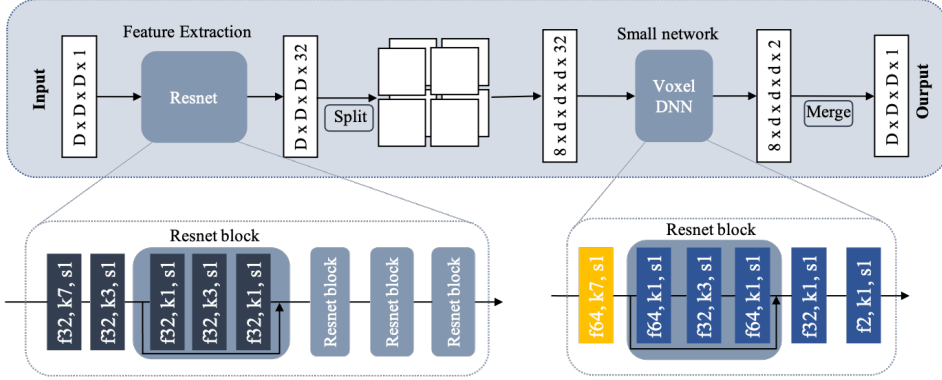 Feature Extraction
Small network
Input
D x D x D x 1
Resnet
D x D x D x 32
Split
8 x d x d x d x 32
Voxel
DNN
8 x d x d x d x 2
Merge
D x D x D x 1
Ourput
Resnet block
f32, k7, s1
f32, k3, s1
f32, k1, s1
f32, k3, s1
f32, k1, s1
Resnet block
Resnet block
Resnet block
Resnet block
f64, k7, s1
f64, k1, s1
f32, k3, s1
f64, k1, s1
f32, k1, s1
f2, k1, s1